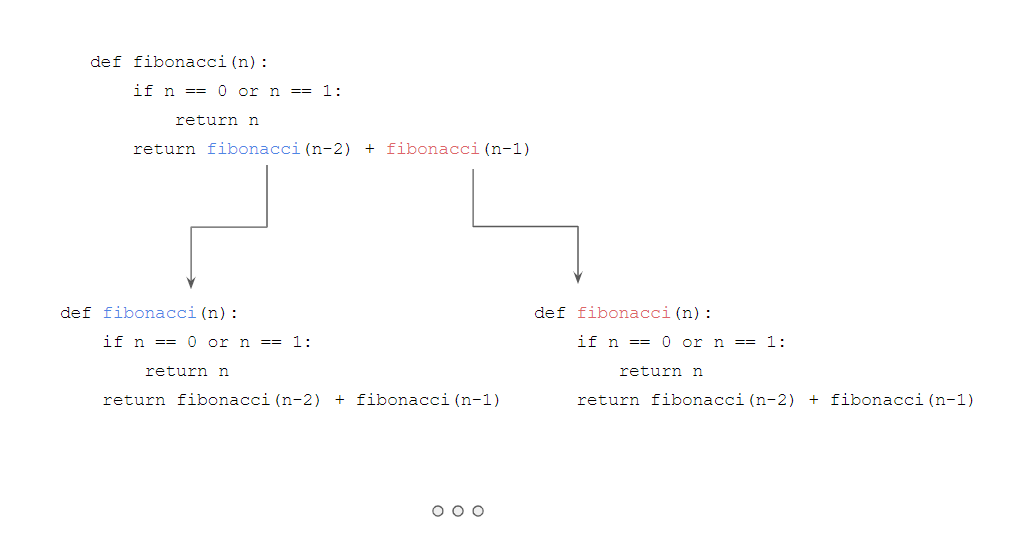 def fibonacci(n):
    if n == 0 or n == 1:
        return n
    return fibonacci(n-2) + fibonacci(n-1)
def fibonacci(n):
    if n == 0 or n == 1:
        return n
    return fibonacci(n-2) + fibonacci(n-1)
def fibonacci(n):
    if n == 0 or n == 1:
        return n
    return fibonacci(n-2) + fibonacci(n-1)